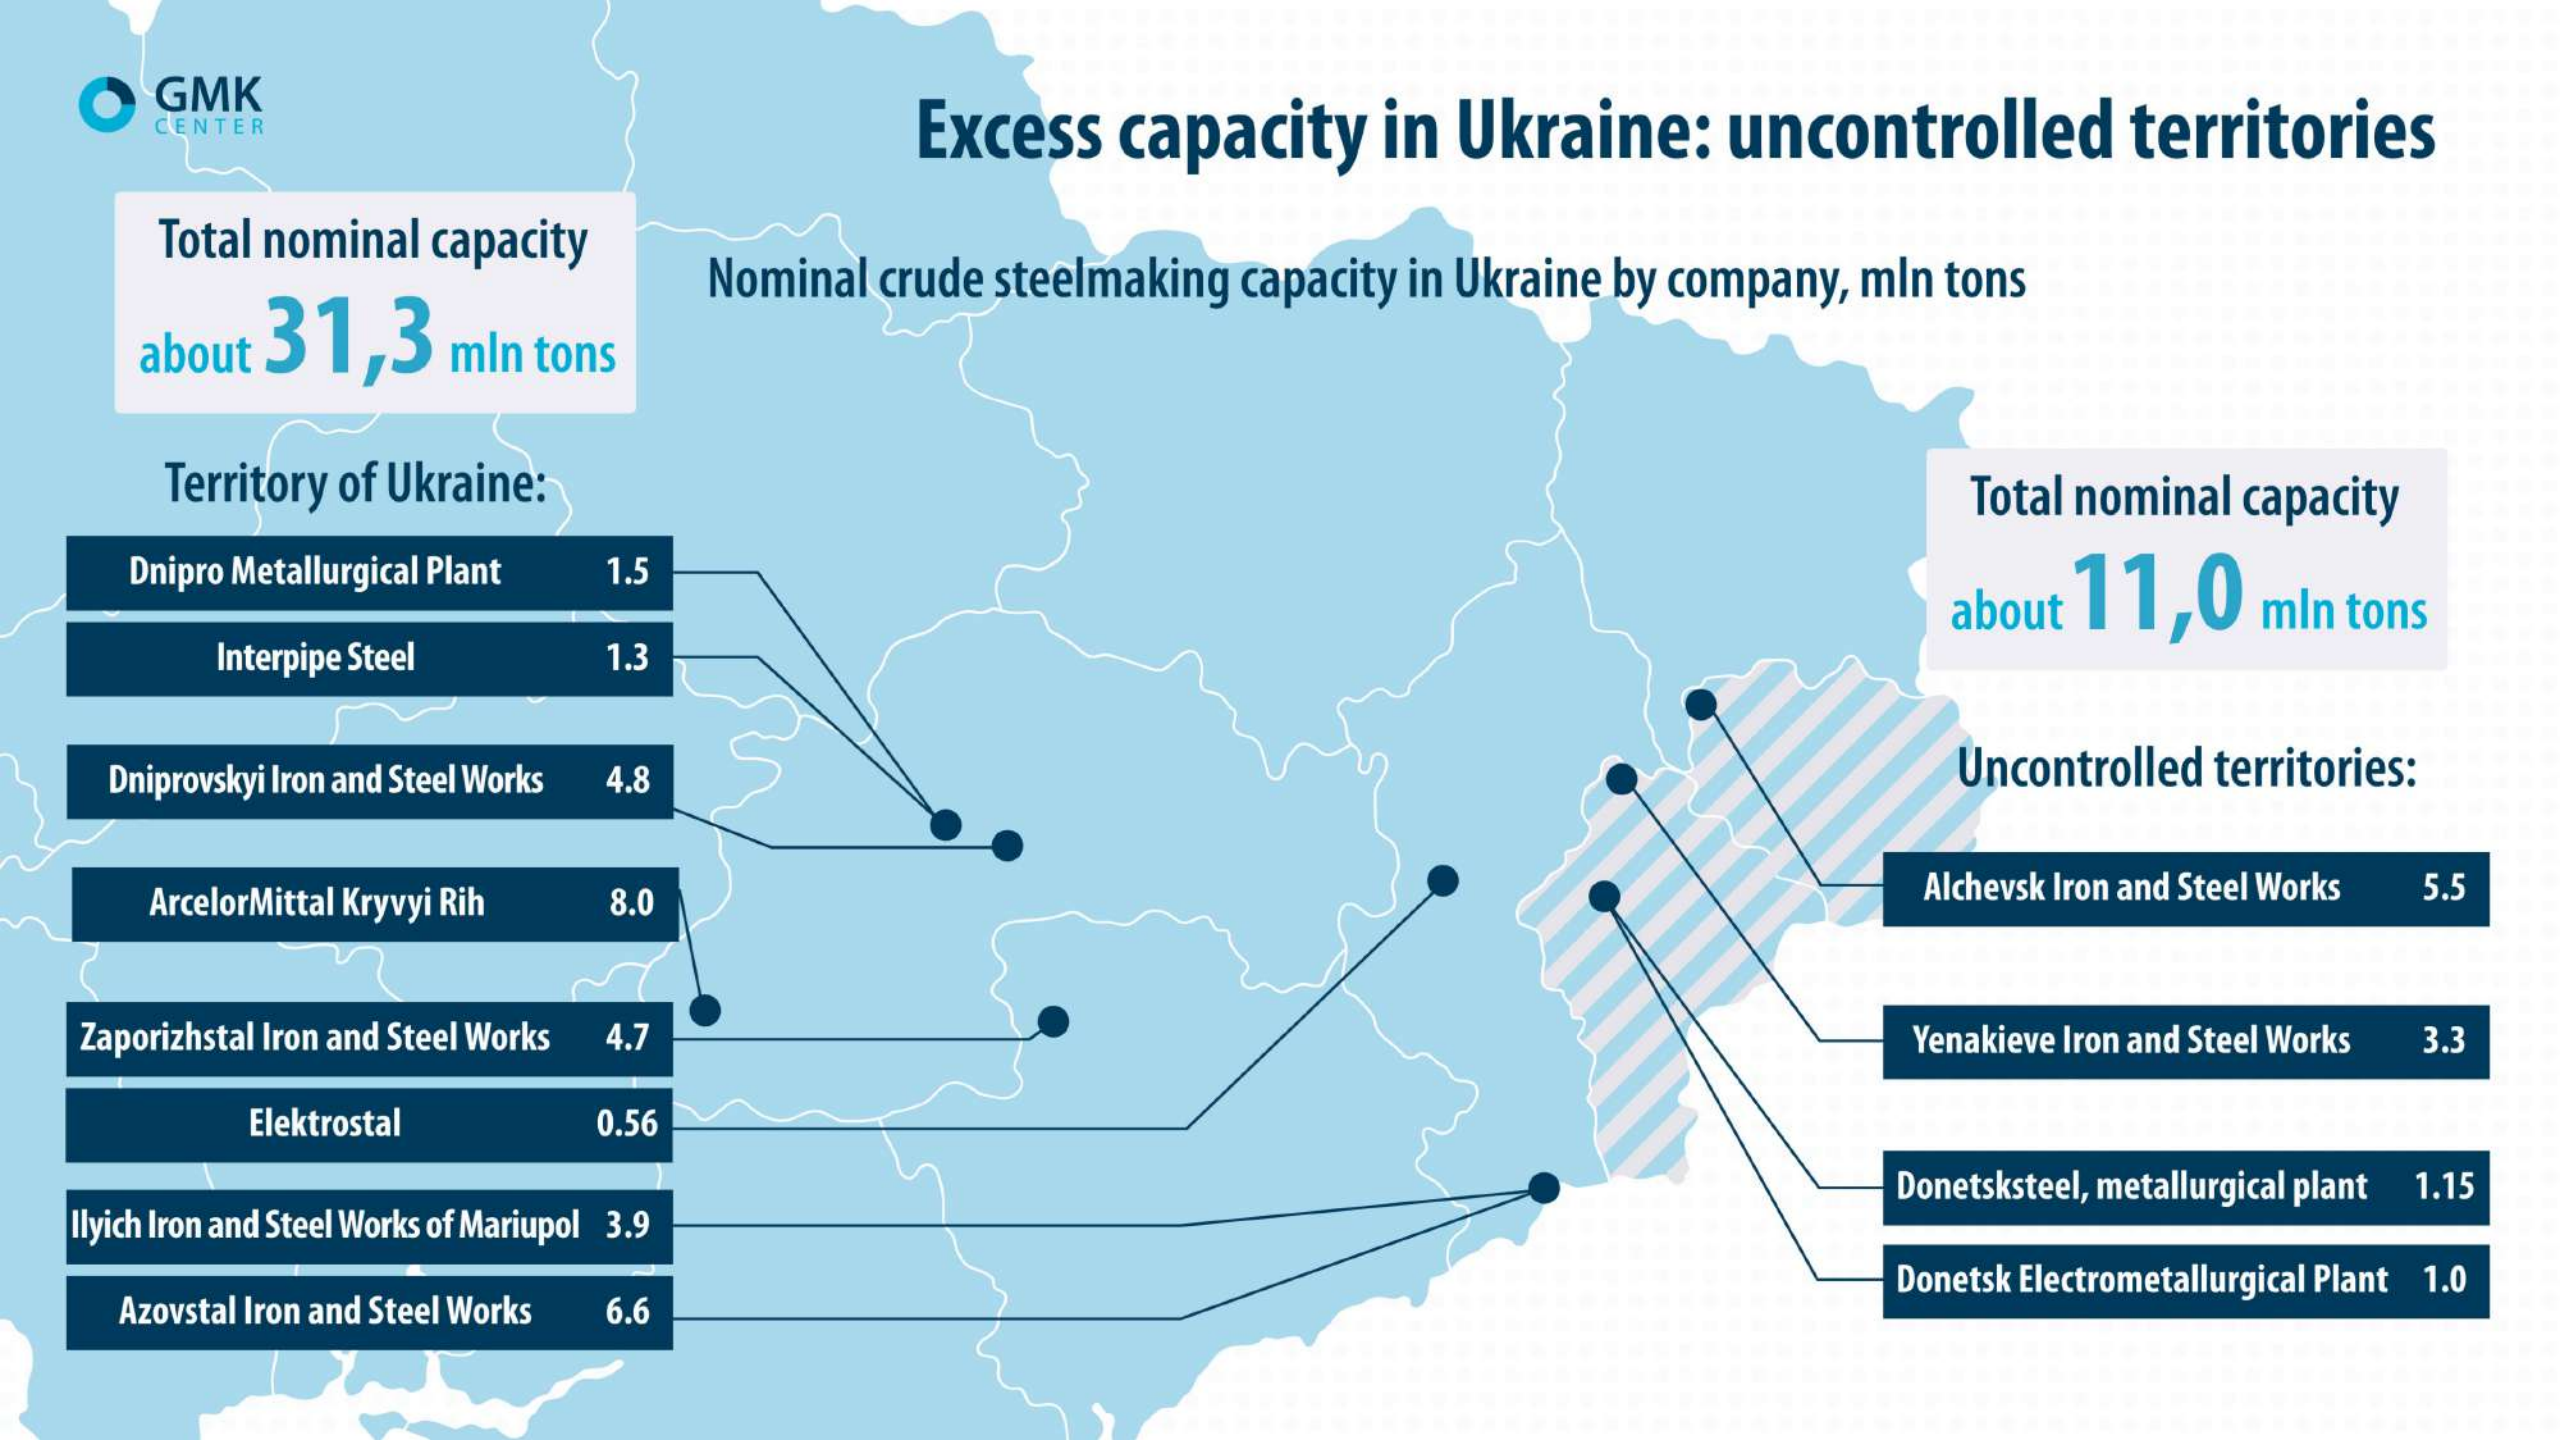 GMK
CENTER
Excess capacity in Ukraine: uncontrolled territories
Total nominal capacity
about 31,3 mln tons
Nominal crude steelmaking capacity in Ukraine by company, mln tons
Territory of Ukraine:
Dnipro Metallurgical Plant 1.5
Interpipe Steel 1.3
Dniprovskyi Iron and Steel Works 4.8
ArcelorMittal Kryvyi Rih 8.0
Zaporizhstal Iron and Steel Works 4.7
Elektrostal 0.56
Ilyich Iron and Steel Works of Mariupol 3.9
Azovstal Iron and Steel Works 6.6
Total nominal capacity
about 11,0 mln tons
Uncontrolled territories:
Alchevsk Iron and Steel Works 5.5
Yenakieve Iron and Steel Works 3.3
Donetsksteel, metallurgical plant 1.15
Donetsk Electrometallurgical Plant 1.0